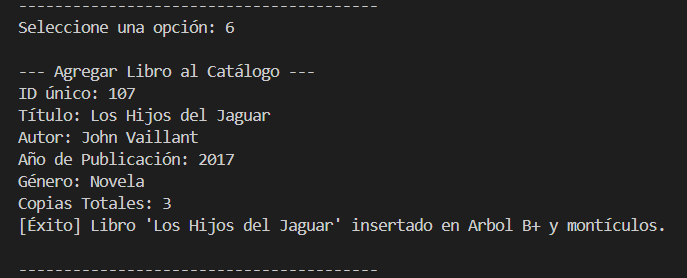 ----------------------------------------
Seleccione una opción: 6
--- Agregar Libro al Catálogo ---
ID único: 107
Título: Los Hijos del Jaguar
Autor: John Vaillant
Año de Publicación: 2017
Género: Novela
Copias Totales: 3
[Éxito] Libro 'Los Hijos del Jaguar' insertado en Arbol B+ y montículos.
----------------------------------------